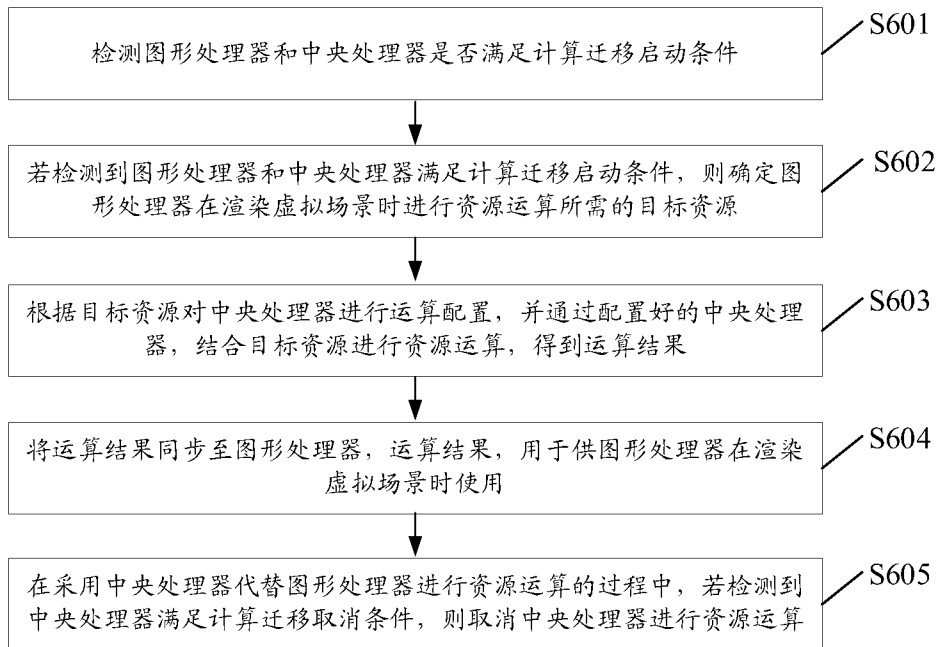 检测图形处理器和中央处理器是否满足计算迁移启动条件
S601
若检测到图形处理器和中央处理器满足计算迁移启动条件，则确定图
形处理器在渲染虚拟场景时进行资源运算所需的目标资源
S602
根据目标资源对中央处理器进行运算配置，并通过配置好的中央处理
器，结合目标资源进行资源运算，得到运算结果
S603
将运算结果同步至图形处理器，运算结果，用于供图形处理器在渲染
虚拟场景时使用
S604
在采用中央处理器代替图形处理器进行资源运算的过程中，若检测到
中央处理器满足计算迁移取消条件，则取消中央处理器进行资源运算
S605